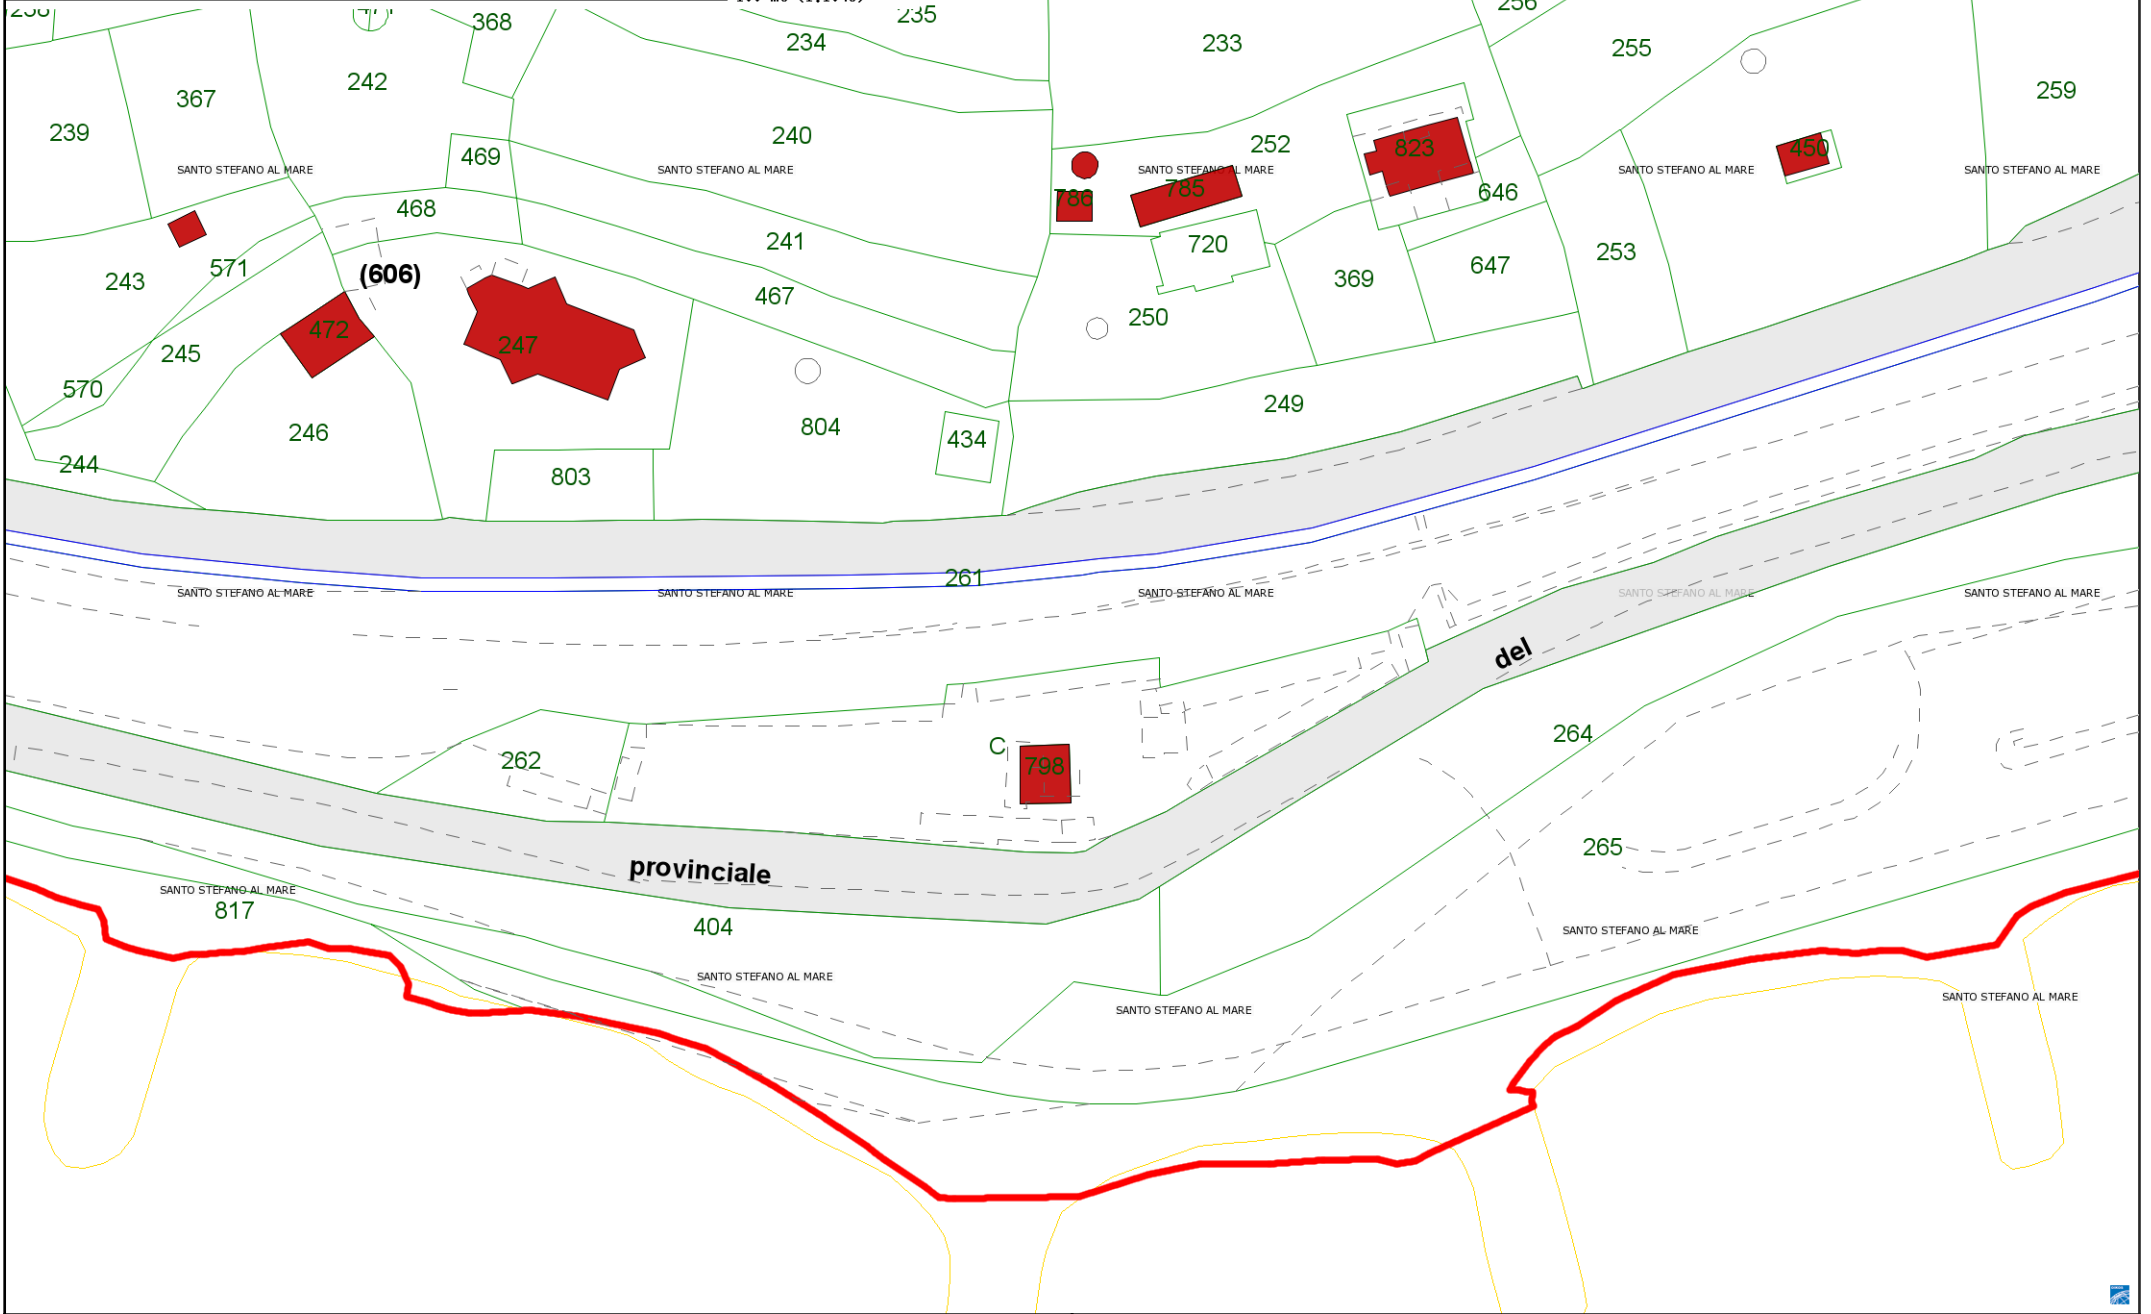 256
235
368
234
233
255
242
259
367
239
240
252
823
450
469
SANTO STEFANO AL MARE
SANTO STEFANO AL MARE
SANTO STEFANO AL MARE
SANTO STEFANO AL MARE
SANTO STEFANO AL MARE
786
785
646
468
241
720
253
571
(606)
243
647
369
467
250
472
247
245
570
249
804
246
434
244
803
261
SANTO STEFANO AL MARE
SANTO STEFANO AL MARE
SANTO STEFANO AL MARE
SANTO STEFANO AL MARE
SANTO STEFANO AL MARE
del
264
C
262
798
265
provinciale
SANTO STEFANO AL MARE
817
404
SANTO STEFANO AL MARE
SANTO STEFANO AL MARE
SANTO STEFANO AL MARE
SANTO STEFANO AL MARE